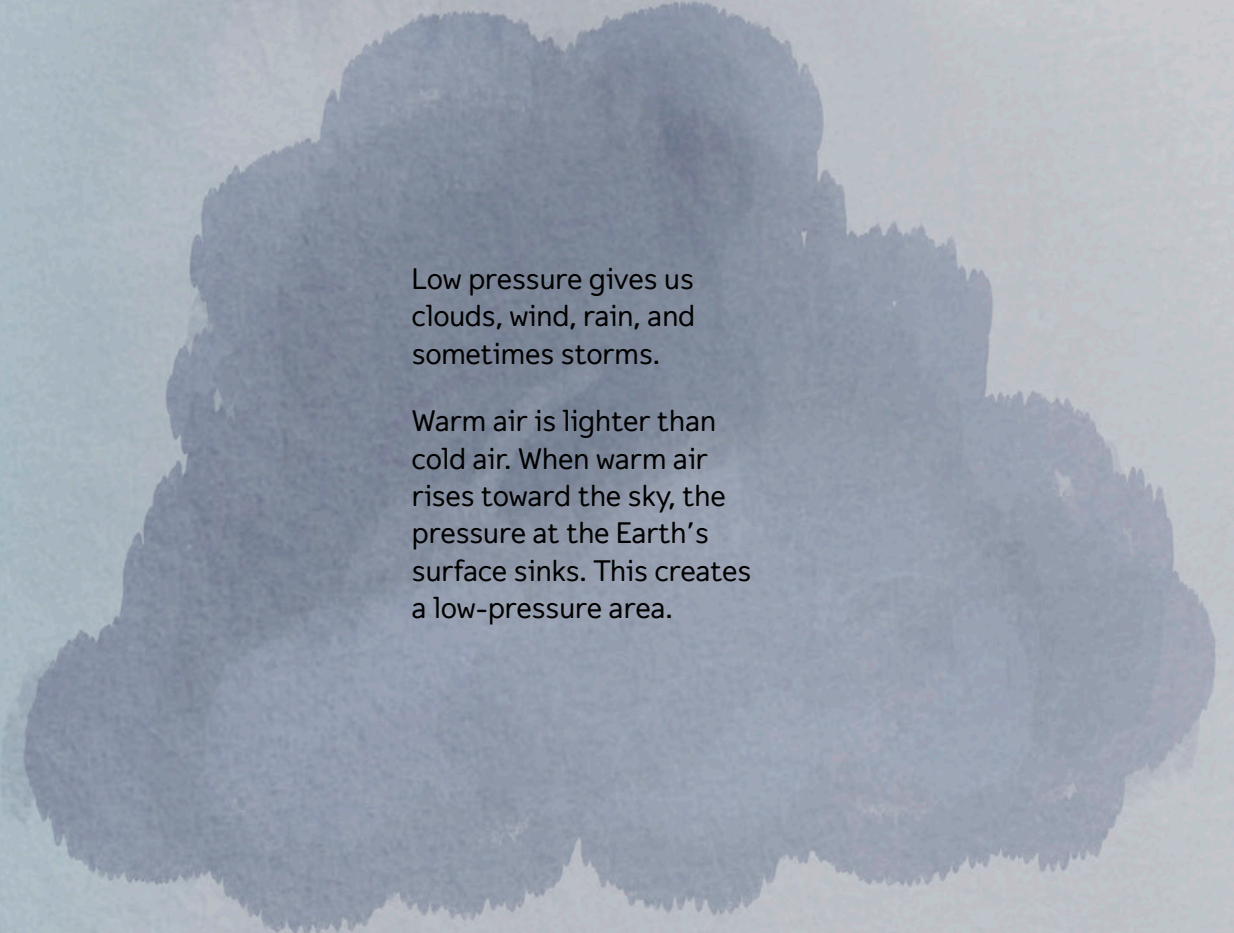 Low pressure gives us
clouds, wind, rain, and
sometimes storms.
Warm air is lighter than
cold air. When warm air
rises toward the sky, the
pressure at the Earth’s
surface sinks. This creates
a low-pressure area.